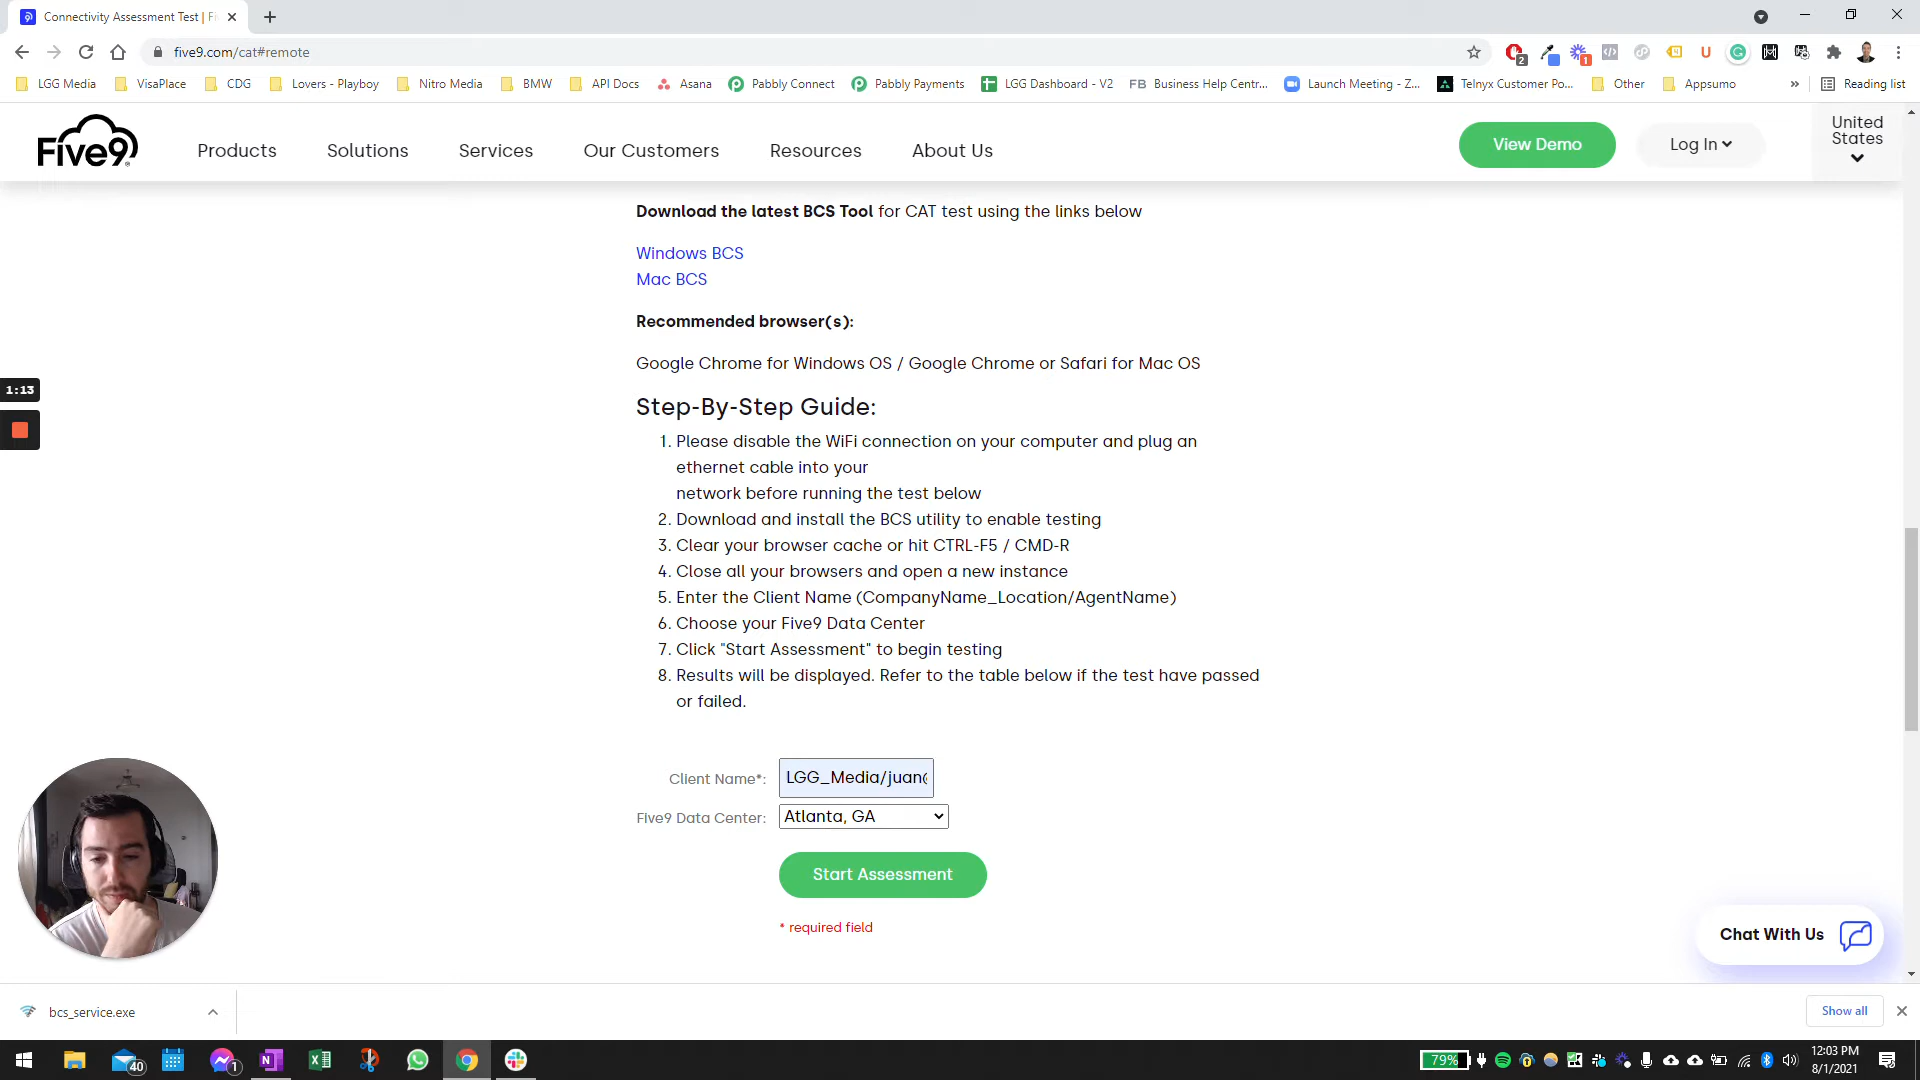 Connectivity Assessment Test | Fi
five9.com/cat#remote
2
1
LGG Media
VisaPlace
CDG
Lovers - Playboy
Nitro Media
BMW
API Docs
Asana
Pabbly Connect
Pabbly Payments
LGG Dashboard - V2
FB Business Help Centr...
Launch Meeting - Z...
Telnyx Customer Po...
Other
Appsumo
»
Reading list
Five9
Products
Solutions
Services
Our Customers
Resources
About Us
View Demo
Log In
United
States
Download the latest BCS Tool for CAT test using the links below
Windows BCS
Mac BCS
Recommended browser(s):
Google Chrome for Windows OS / Google Chrome or Safari for Mac OS
1:13
Step-By-Step Guide:
1. Please disable the WiFi connection on your computer and plug an
ethernet cable into your
network before running the test below
2. Download and install the BCS utility to enable testing
3. Clear your browser cache or hit CTRL-F5 / CMD-R
4. Close all your browsers and open a new instance
5. Enter the Client Name (CompanyName_Location/AgentName)
6. Choose your Five9 Data Center
7. Click "Start Assessment" to begin testing
8. Results will be displayed. Refer to the table below if the test have passed
or failed.
Client Name*: LGG_Media/juan@
Five9 Data Center: Atlanta, GA
Start Assessment
* required field
Chat With Us
bcs_service.exe
Show all
40
1
79%
12:03 PM
8/1/2021